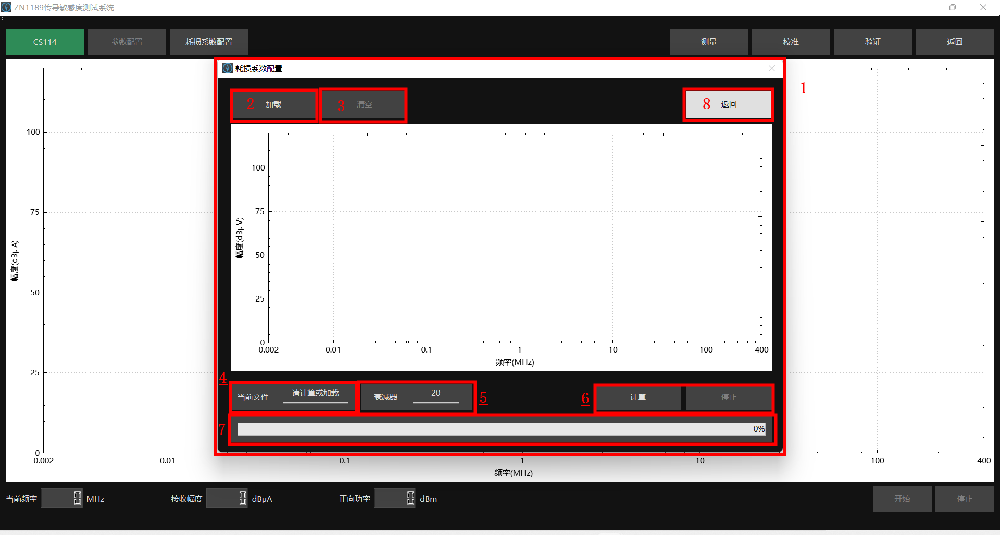 ZN1189传导敏感度测试系统
:
CS114
参数配置
耗损系数配置
测量
校准
验证
返回
耗损系数配置
1
2 加载
3 清空
8 返回
幅度(dBμV)
100
75
50
25
0
0.002 0.01 0.1 1 10 100 400
频率(MHz)
4
当前文件 请计算或加载
衰减器 20
5
6
计算
停止
7
0%
幅度(dBμA)
100
75
50
25
0
0.002 0.01 0.1 1 10 100 400
频率(MHz)
当前频率 0 MHz
接收幅度 0 dBμA
正向功率 0 dBm
开始
停止